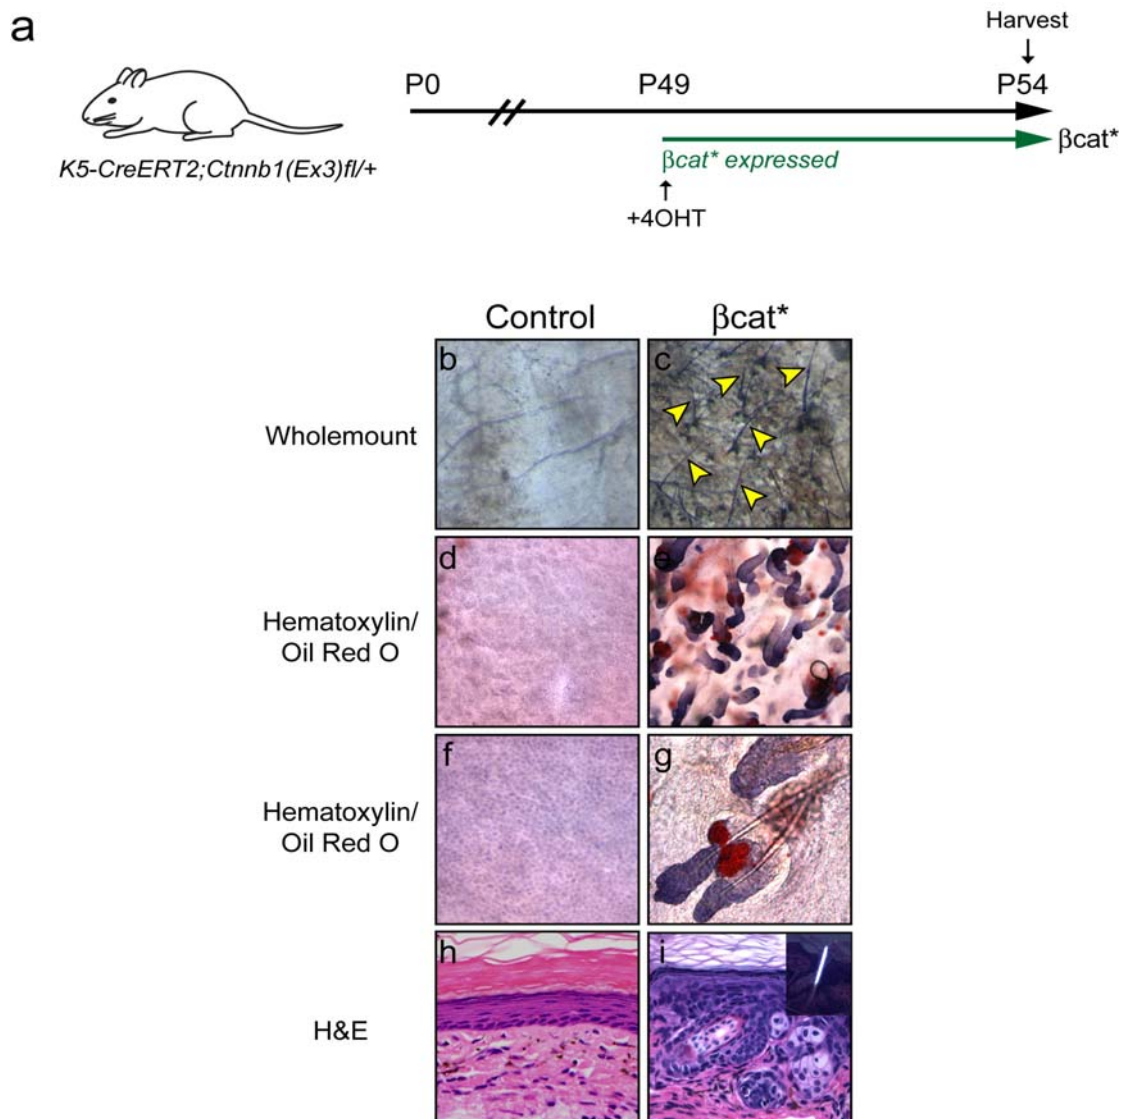 a
Harvest
P0
P49
P54
βcat*
βcat* expressed
K5-CreERT2;Ctnnb1(Ex3)fl/+
+4OHT
Control
βcat*
b
c
Wholemount
d
e
Hematoxylin/
Oil Red O
f
g
Hematoxylin/
Oil Red O
h
i
H&E